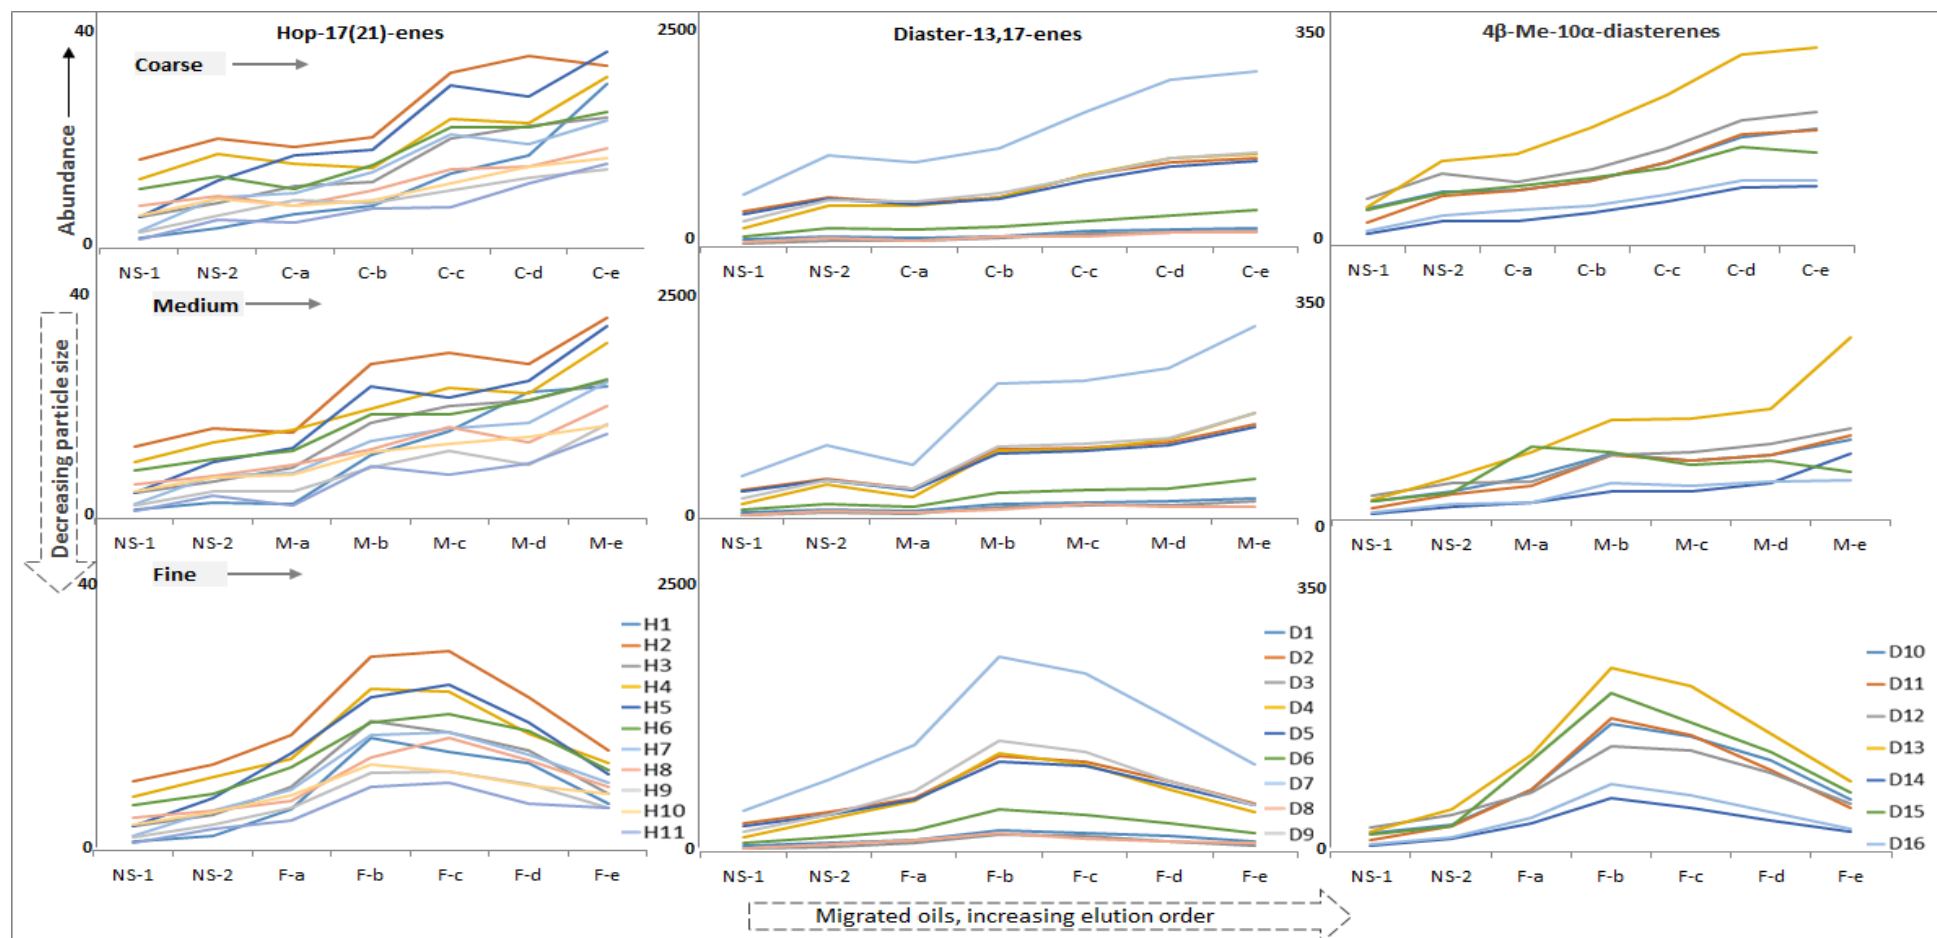 Hop-17(21)-enes
Diaster-13,17-enes
4β-Me-10α-diasterenes
Abundance
Decreasing particle size
40
Coarse
0
NS-1 NS-2 C-a C-b C-c C-d C-e
2500
0
NS-1 NS-2 C-a C-b C-c C-d C-e
350
0
NS-1 NS-2 C-a C-b C-c C-d C-e
40
Medium
0
NS-1 NS-2 M-a M-b M-c M-d M-e
2500
0
NS-1 NS-2 M-a M-b M-c M-d M-e
350
0
NS-1 NS-2 M-a M-b M-c M-d M-e
40
Fine
0
H1
H2
H3
H4
H5
H6
H7
H8
H9
H10
H11
NS-1 NS-2 F-a F-b F-c F-d F-e
2500
0
D1
D2
D3
D4
D5
D6
D7
D8
D9
NS-1 NS-2 F-a F-b F-c F-d F-e
350
0
D10
D11
D12
D13
D14
D15
D16
NS-1 NS-2 F-a F-b F-c F-d F-e
Migrated oils, increasing elution order